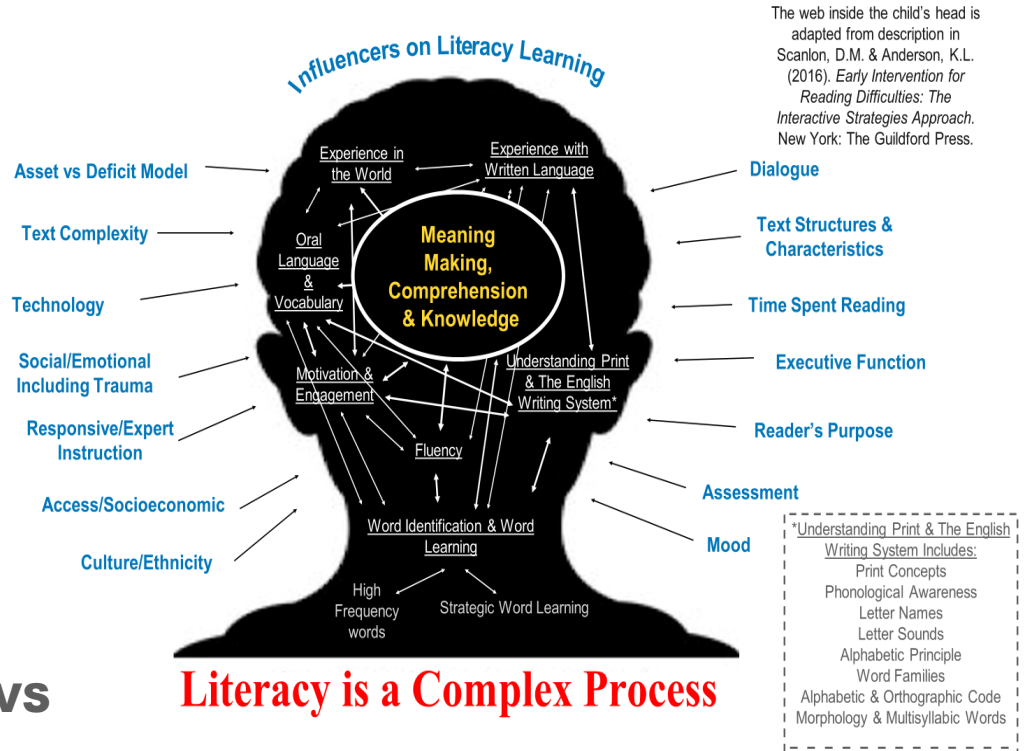 The web inside the child's head is
adapted from description in
Scanlon, D.M. & Anderson, K.L.
(2016). Early Intervention for
Reading Difficulties: The
Interactive Strategies Approach.
New York: The Guildford Press.
Influencers on Literacy Learning
Asset vs Deficit Model
Text Complexity
Technology
Social/Emotional
Including Trauma
Responsive/Expert
Instruction
Access/Socioeconomic
Culture/Ethnicity
Experience in
the World
Experience with
Written Language
Oral
Language
&
Vocabulary
Meaning
Making,
Comprehension
& Knowledge
Motivation &
Engagement
Understanding Print
& The English
Writing System*
Fluency
Word Identification & Word
Learning
High
Frequency
words
Strategic Word Learning
Dialogue
Text Structures &
Characteristics
Time Spent Reading
Executive Function
Reader's Purpose
Assessment
Mood
*Understanding Print & The English
Writing System Includes:
Print Concepts
Phonological Awareness
Letter Names
Letter Sounds
Alphabetic Principle
Word Families
Alphabetic & Orthographic Code
Morphology & Multisyllabic Words
vs
Literacy is a Complex Process